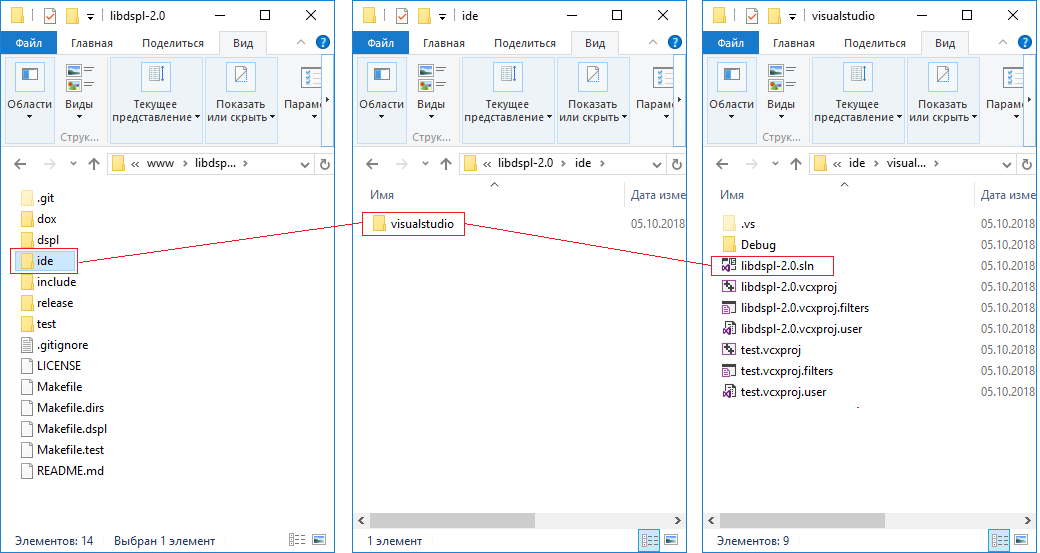 libdspl-2.0
Файл Главная Поделиться Вид
Области
Виды
Текущее
представление
Показать
или скрыть
Парам
Струк...
« www › libdsp...
.git
dox
dspl
ide
include
release
test
.gitignore
LICENSE
Makefile
Makefile.dirs
Makefile.dspl
Makefile.test
README.md
Элементов: 14 Выбран 1 элемент
ide
Файл Главная Поделиться Вид
Области
Виды
Текущее
представление
Показать
или скрыть
Парам
Струк...
« libdspl-2.0 › ide ›
Имя Дата изме
visualstudio 05.10.2018
1 элемент
visualstudio
Файл Главная Поделиться Вид
Области
Виды
Текущее
представление
Показать
или скрыть
Парам
Струк...
« ide › visual... ›
Имя Дата изме
.vs 05.10.2018
Debug 05.10.2018
libdspl-2.0.sln 05.10.2018
libdspl-2.0.vcxproj 05.10.2018
libdspl-2.0.vcxproj.filters 05.10.2018
libdspl-2.0.vcxproj.user 05.10.2018
test.vcxproj 05.10.2018
test.vcxproj.filters 05.10.2018
test.vcxproj.user 05.10.2018
Элементов: 9